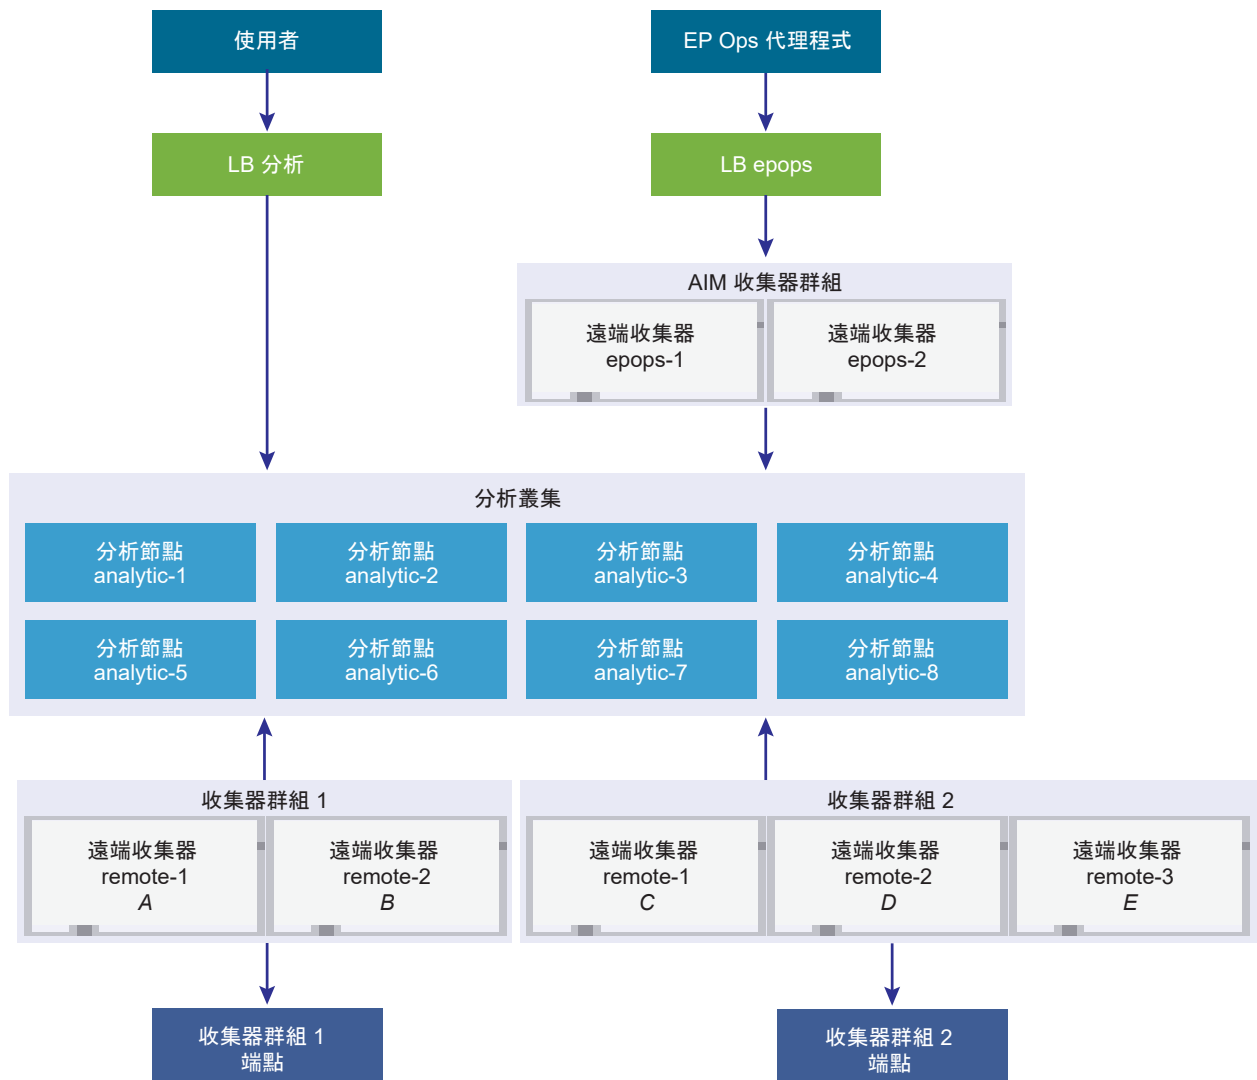 使用者
EP Ops 代理程式
LB 分析
LB epops
AIM 收集器群組
遠端收集器
epops-1
遠端收集器
epops-2
分析叢集
分析節點
analytic-1
分析節點
analytic-2
分析節點
analytic-3
分析節點
analytic-4
分析節點
analytic-5
分析節點
analytic-6
分析節點
analytic-7
分析節點
analytic-8
收集器群組 1
遠端收集器
remote-1
A
遠端收集器
remote-2
B
收集器群組 2
遠端收集器
remote-1
C
遠端收集器
remote-2
D
遠端收集器
remote-3
E
收集器群組 1
端點
收集器群組 2
端點